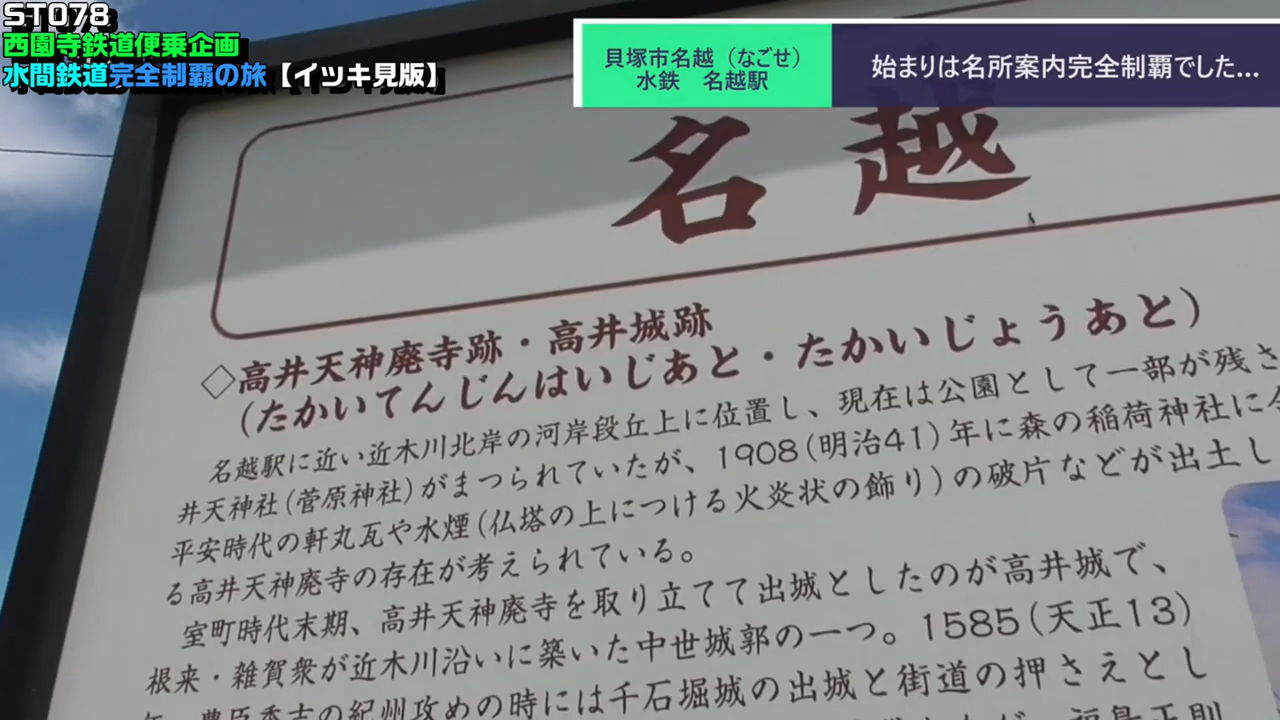 ST078
西園寺鉄道便乗企画
水間鉄道完全制覇の旅【イツキ見版】
貝塚市名越（なごせ）
水鉄　名越駅
始まりは名所案内完全制覇でした…
名越
◇高井天神廃寺跡・高井城跡
（たかいてんじんはいじあと・たかいじょうあと）
名越駅に近い近木川北岸の河岸段丘上に位置し、現在は公園として一部が残さ
井天神社（菅原神社）がまつられていたが、1908（明治41）年に森の稲荷神社に
平安時代の軒丸瓦や水煙（仏塔の上につける火炎状の飾り）の破片などが出土し
る高井天神廃寺の存在が考えられている。
室町時代末期、高井天神廃寺を取り立てて出城としたのが高井城で、
根来・雑賀衆が近木川沿いに築いた中世城郭の一つ。1585（天正13）
年、豊臣秀吉の紀州攻めの時には千石堀城の出城と街道の押さえとし
福島正則